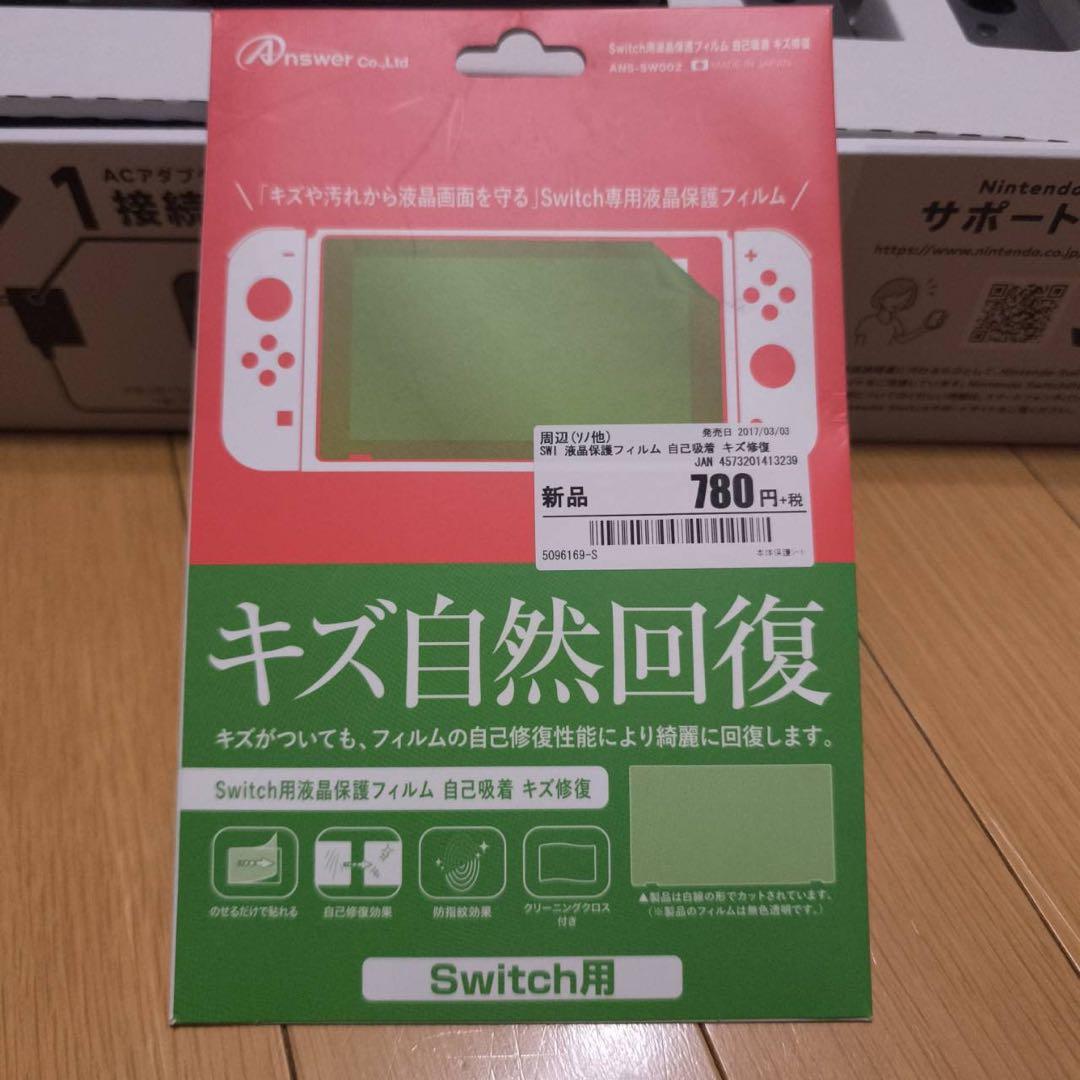 Answer Co.,Ltd
Switch用液晶保護フィルム 自己吸着 キズ修復
ANS-SW002 MADE IN JAPAN
「キズや汚れから液晶画面を守る」Switch専用液晶保護フィルム
周辺(ｿﾉ他)
発売日 2017/03/03
SWI 液晶保護フィルム 自己吸着 キズ修復
JAN 4573201413239
新品 780円+税
5096169-S
本体保護シート
キズ自然回復
キズがついても、フィルムの自己修復性能により綺麗に回復します。
Switch用液晶保護フィルム 自己吸着 キズ修復
のせるだけで貼れる
自己修復効果
防指紋効果
クリーニングクロス
付き
▲製品は白線の形でカットされています。
(※製品のフィルムは無色透明です。)
Switch用
1
ACアダプ
接続
Nintendo
サポート
https://www.nintendo.co.jp